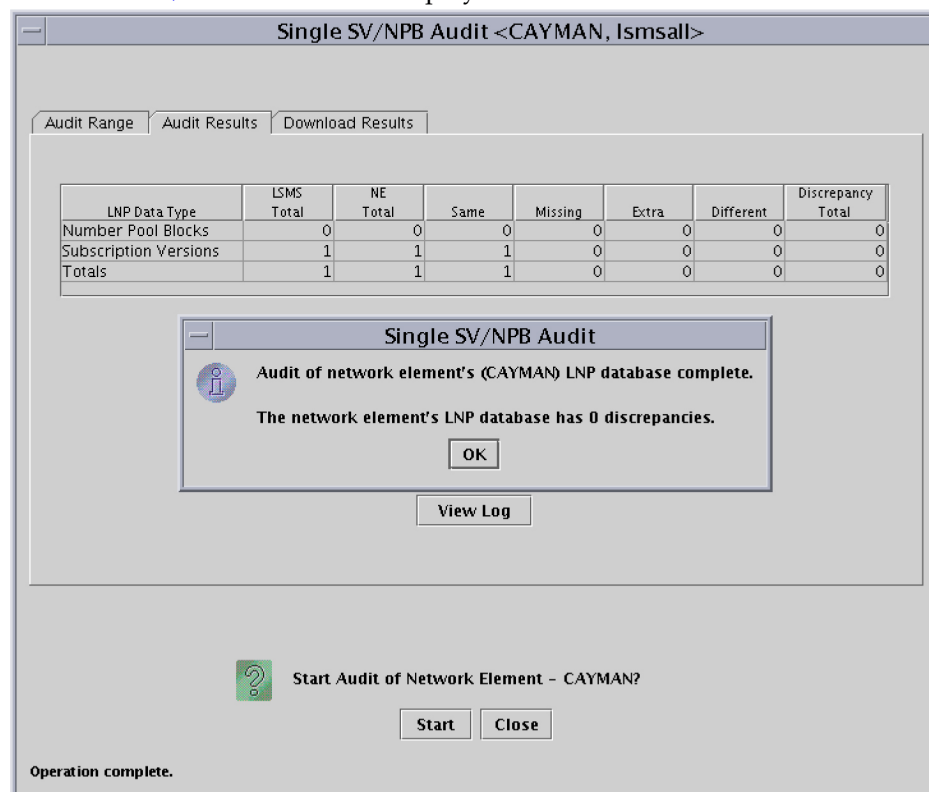 Single SV/NPB Audit <CAYMAN, lsmsall>
Audit Range Audit Results Download Results
LNP Data Type LSMS Total NE Total Same Missing Extra Different Discrepancy Total
Number Pool Blocks 0 0 0 0 0 0 0
Subscription Versions 1 1 1 0 0 0 0
Totals 1 1 1 0 0 0 0
Single SV/NPB Audit
Audit of network element's (CAYMAN) LNP database complete.
The network element's LNP database has 0 discrepancies.
OK
View Log
Start Audit of Network Element - CAYMAN?
Start Close
Operation complete.